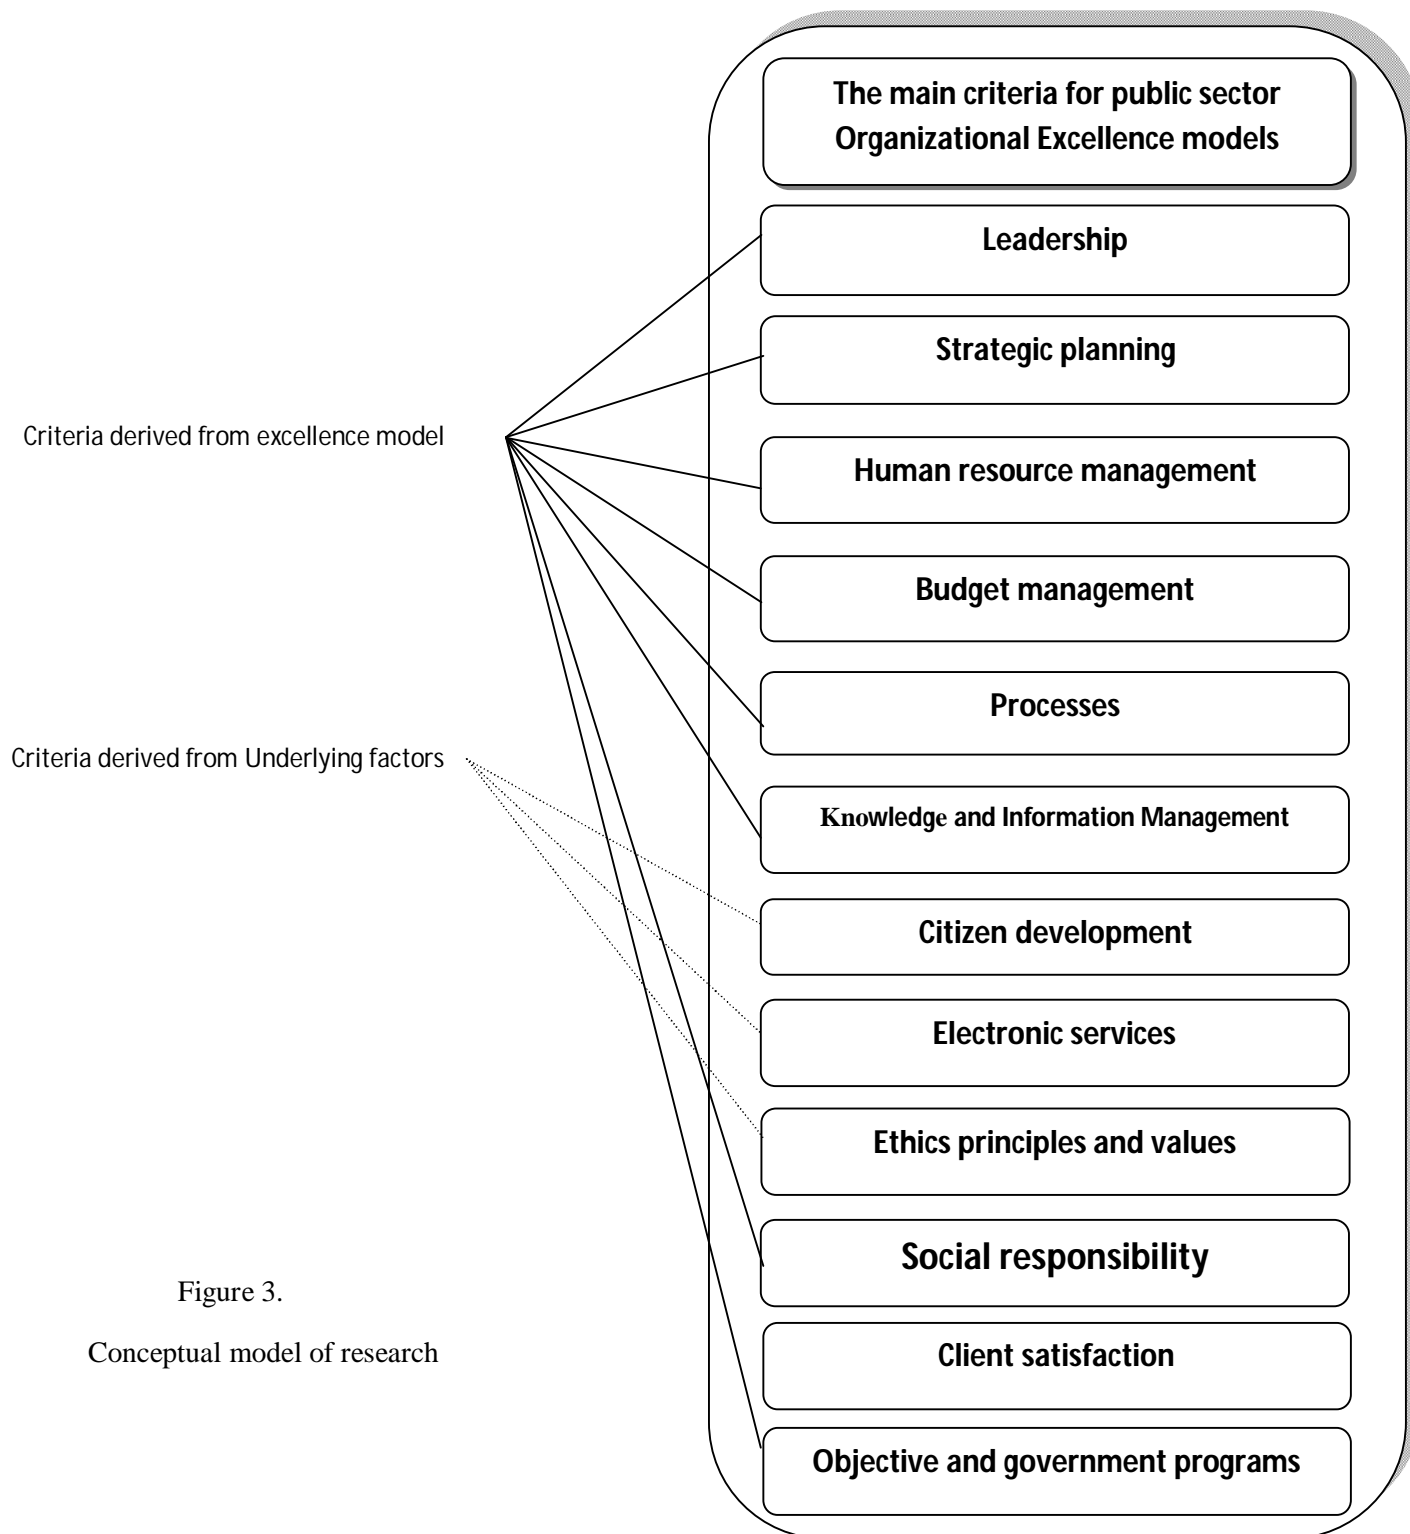 The main criteria for public sector
Organizational Excellence models
Leadership
Strategic planning
Criteria derived from excellence model
Human resource management
Budget management
Processes
Criteria derived from Underlying factors
Knowledge and Information Management
Citizen development
Electronic services
Ethics principles and values
Social responsibility
Figure 3.
Conceptual model of research
Client satisfaction
Objective and government programs